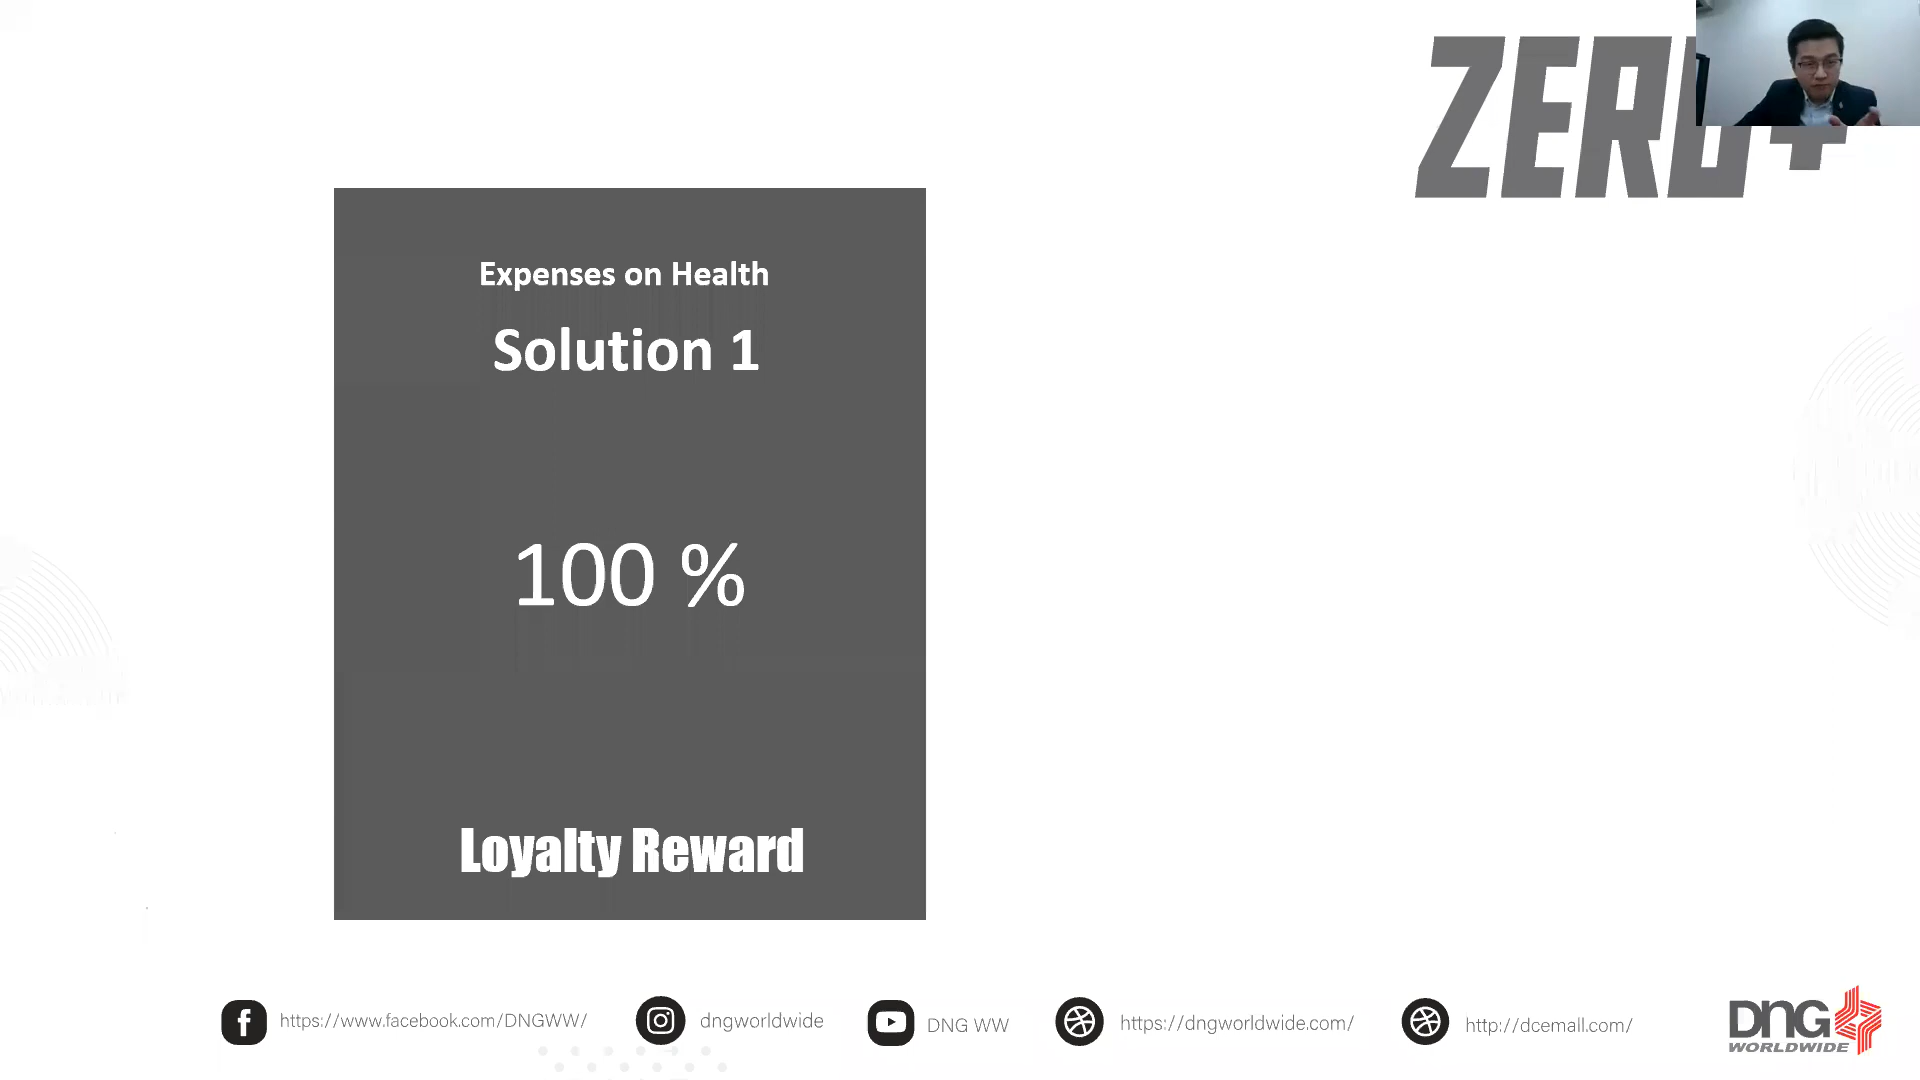 ZERO+
Expenses on Health
Solution 1
100 %
Loyalty Reward
https://www.facebook.com/DNGWW/
dngworldwide
DNG WW
https://dngworldwide.com/
http://dcemall.com/
DNG
WORLDWIDE